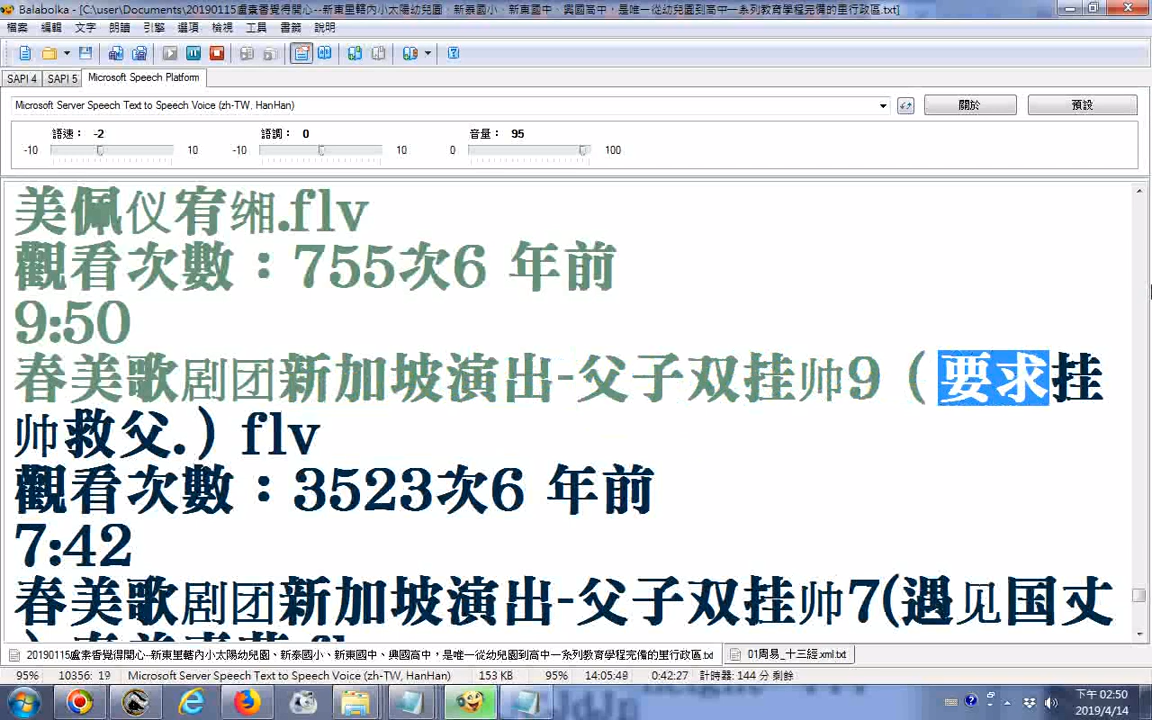 Balabolka - [C:\user\Documents\20190115盧素香覺得開心--新東里轄內小太陽幼兒園、新泰國小、新東國中、興國高中，是唯一從幼兒園到高中一系列教育學程完備的里行政區.txt]
檔案 編輯 文字 朗讀 引擎 選項 檢視 工具 書籤 說明
SAPI 4 SAPI 5 Microsoft Speech Platform
Microsoft Server Speech Text to Speech Voice (zh-TW, HanHan) 關於 預設
語速： -2 語調： 0 音量： 95
-10 10 -10 10 0 100
美佩仪宥缃.flv
觀看次數：755次6 年前
9:50
春美歌剧团新加坡演出-父子双挂帅9（要求挂
帅救父.）flv
觀看次數：3523次6 年前
7:42
春美歌剧团新加坡演出-父子双挂帅7(遇见国丈
20190115盧素香覺得開心--新東里轄內小太陽幼兒園、新泰國小、新東國中、興國高中，是唯一從幼兒園到高中一系列教育學程完備的里行政區.txt 01周易_十三經.xml.txt
95% 10356: 19 Microsoft Server Speech Text to Speech Voice (zh-TW, HanHan) 153 KB 95% 14:05:48 0:42:27 計時器: 144 分 剩餘
下午 02:50
2019/4/14